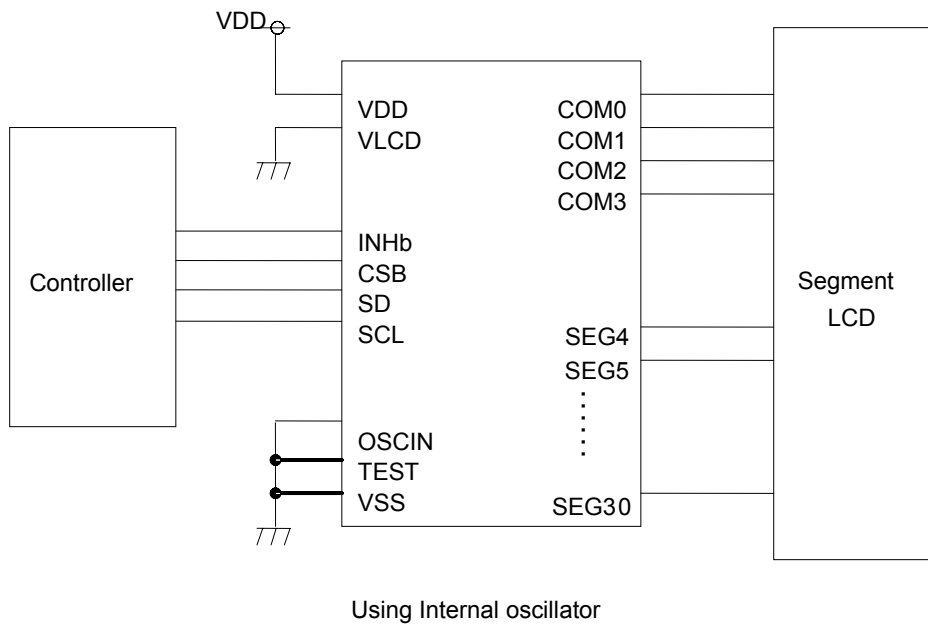 VDD
VDD
VLCD
INHb
CSB
SD
SCL
OSCIN
TEST
VSS
COM0
COM1
COM2
COM3
SEG4
SEG5
SEG30
Controller
Segment
LCD
Using Internal oscillator